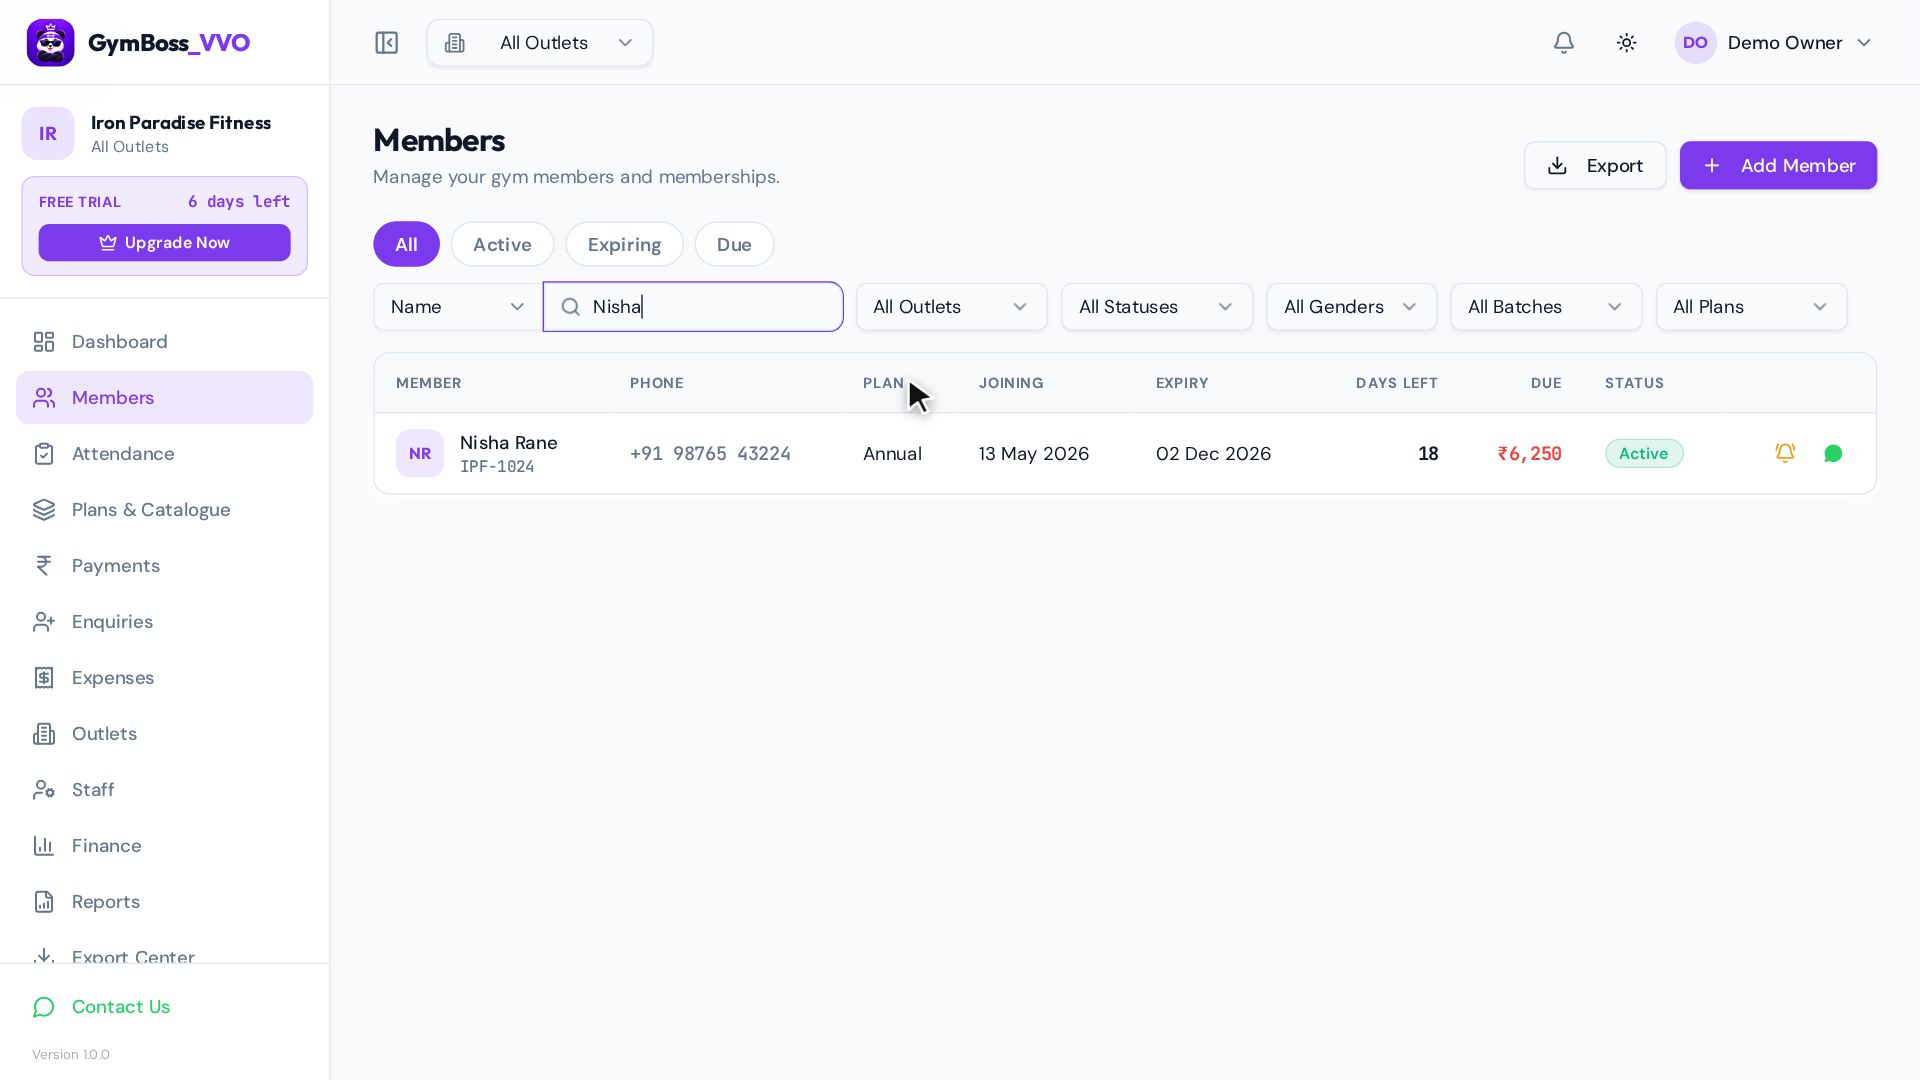 GymBoss_VVO
All Outlets
DO Demo Owner
IR Iron Paradise Fitness
All Outlets
FREE TRIAL 6 days left
Upgrade Now
Dashboard
Members
Attendance
Plans & Catalogue
Payments
Enquiries
Expenses
Outlets
Staff
Finance
Reports
Export Center
Contact Us
Version 1.0.0
Members
Manage your gym members and memberships.
Export
Add Member
All Active Expiring Due
Name Nisha All Outlets All Statuses All Genders All Batches All Plans
MEMBER PHONE PLAN JOINING EXPIRY DAYS LEFT DUE STATUS
NR Nisha Rane +91 98765 43224 Annual 13 May 2026 02 Dec 2026 18 ₹6,250 Active
IPF-1024